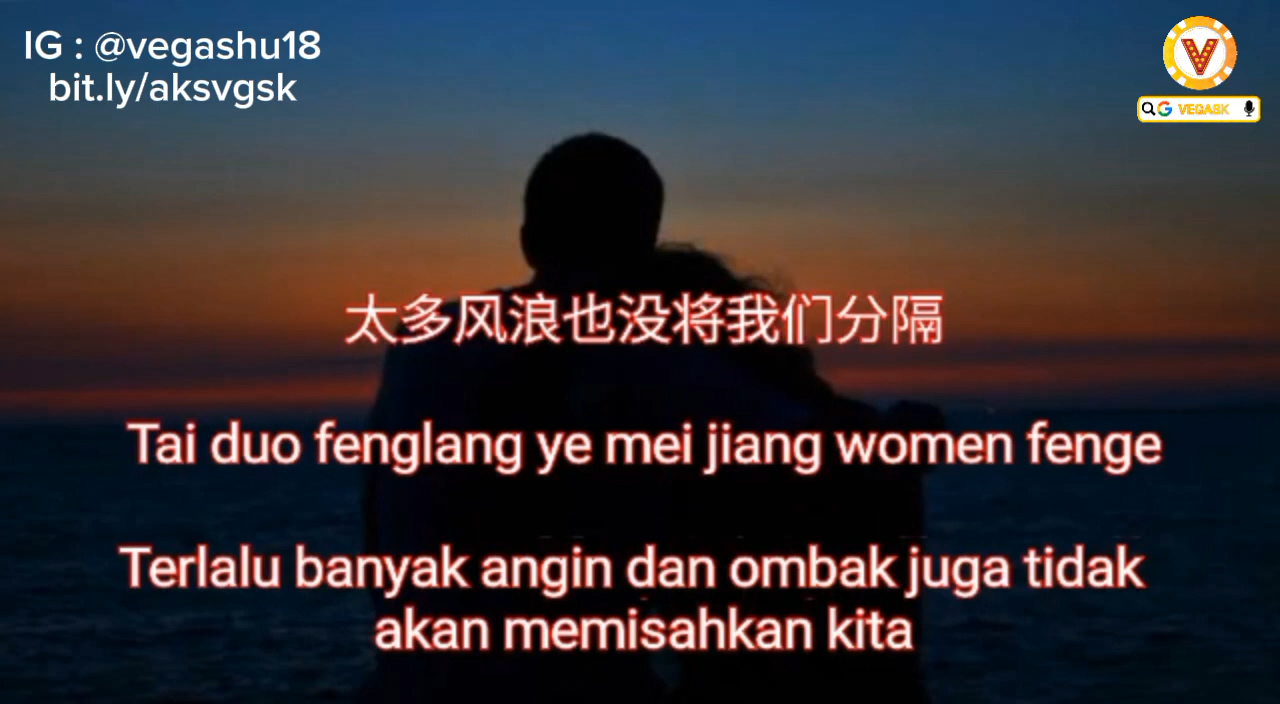 IG : @vegashu18
bit.ly/aksvgsk
V
VEGASK
太多风浪也没将我们分隔
Tai duo fenglang ye mei jiang women fenge
Terlalu banyak angin dan ombak juga tidak
akan memisahkan kita